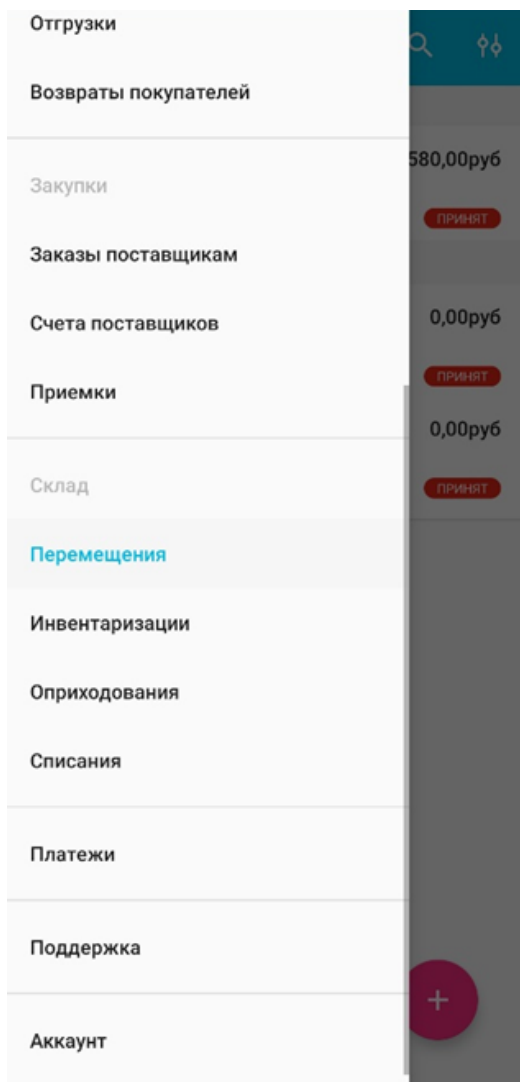 Отгрузки
Возвраты покупателей
Закупки
580,00руб
ПРИНЯТ
Заказы поставщикам
Счета поставщиков
0,00руб
ПРИНЯТ
Приемки
0,00руб
Склад
ПРИНЯТ
Перемещения
Инвентаризации
Оприходования
Списания
Платежи
Поддержка
Аккаунт